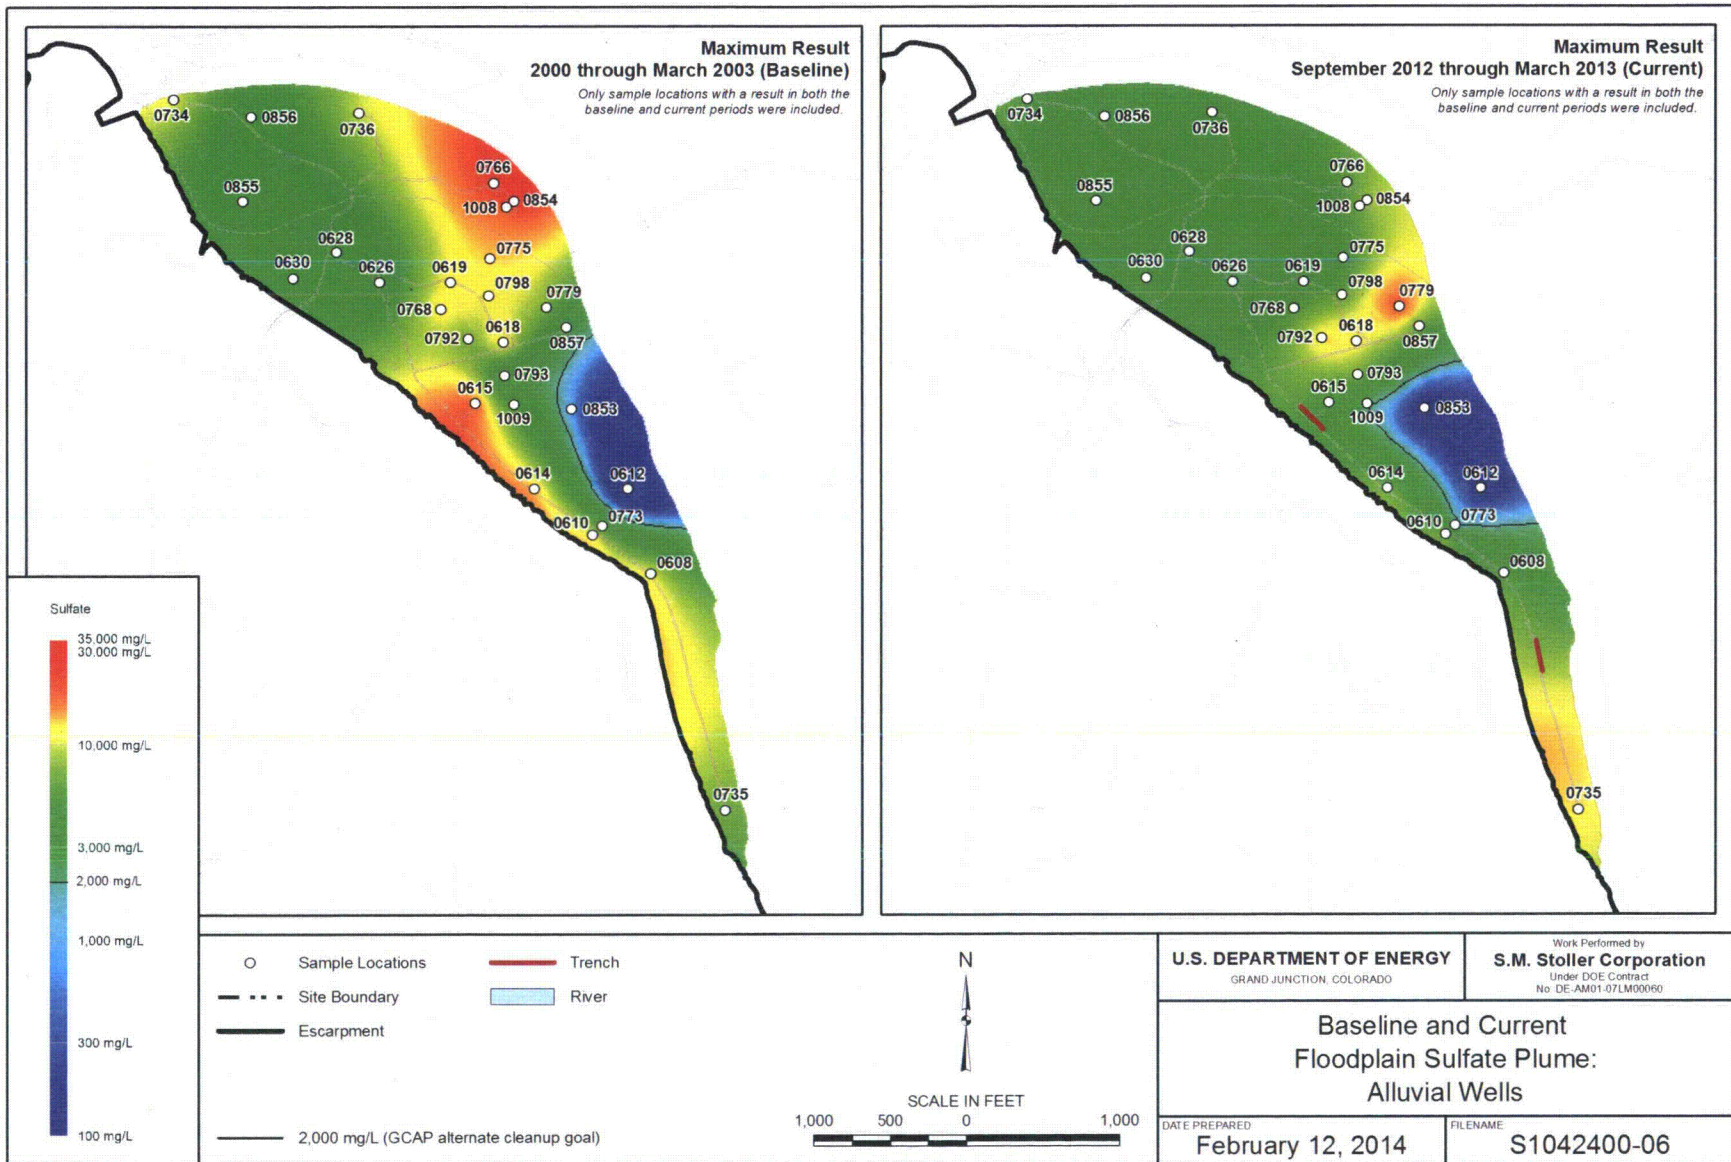 Maximum Result
2000 through March 2003 (Baseline)
Only sample locations with a result in both the
baseline and current periods were included.
0734
0856
0736
0766
0855
1008
0854
0628
0775
0630
0626
0619
0798
0779
0768
0618
0792
0857
0793
0615
1009
0853
0614
0612
0610
0773
0608
0735
Maximum Result
September 2012 through March 2013 (Current)
Only sample locations with a result in both the
baseline and current periods were included.
0734
0856
0736
0766
0855
1008
0854
0628
0775
0630
0626
0619
0798
0779
0768
0618
0792
0857
0793
0615
1009
0853
0614
0612
0610
0773
0608
0735
Sulfate
35,000 mg/L
30,000 mg/L
10,000 mg/L
3,000 mg/L
2,000 mg/L
1,000 mg/L
300 mg/L
100 mg/L
Sample Locations
Trench
Site Boundary
River
Escarpment
2,000 mg/L (GCAP alternate cleanup goal)
N
SCALE IN FEET
1,000 500 0 1,000
U.S. DEPARTMENT OF ENERGY
GRAND JUNCTION, COLORADO
Work Performed by
S.M. Stoller Corporation
Under DOE Contract
No. DE-AM01-07LM00060
Baseline and Current
Floodplain Sulfate Plume:
Alluvial Wells
DATE PREPARED
February 12, 2014
FILENAME
S1042400-06